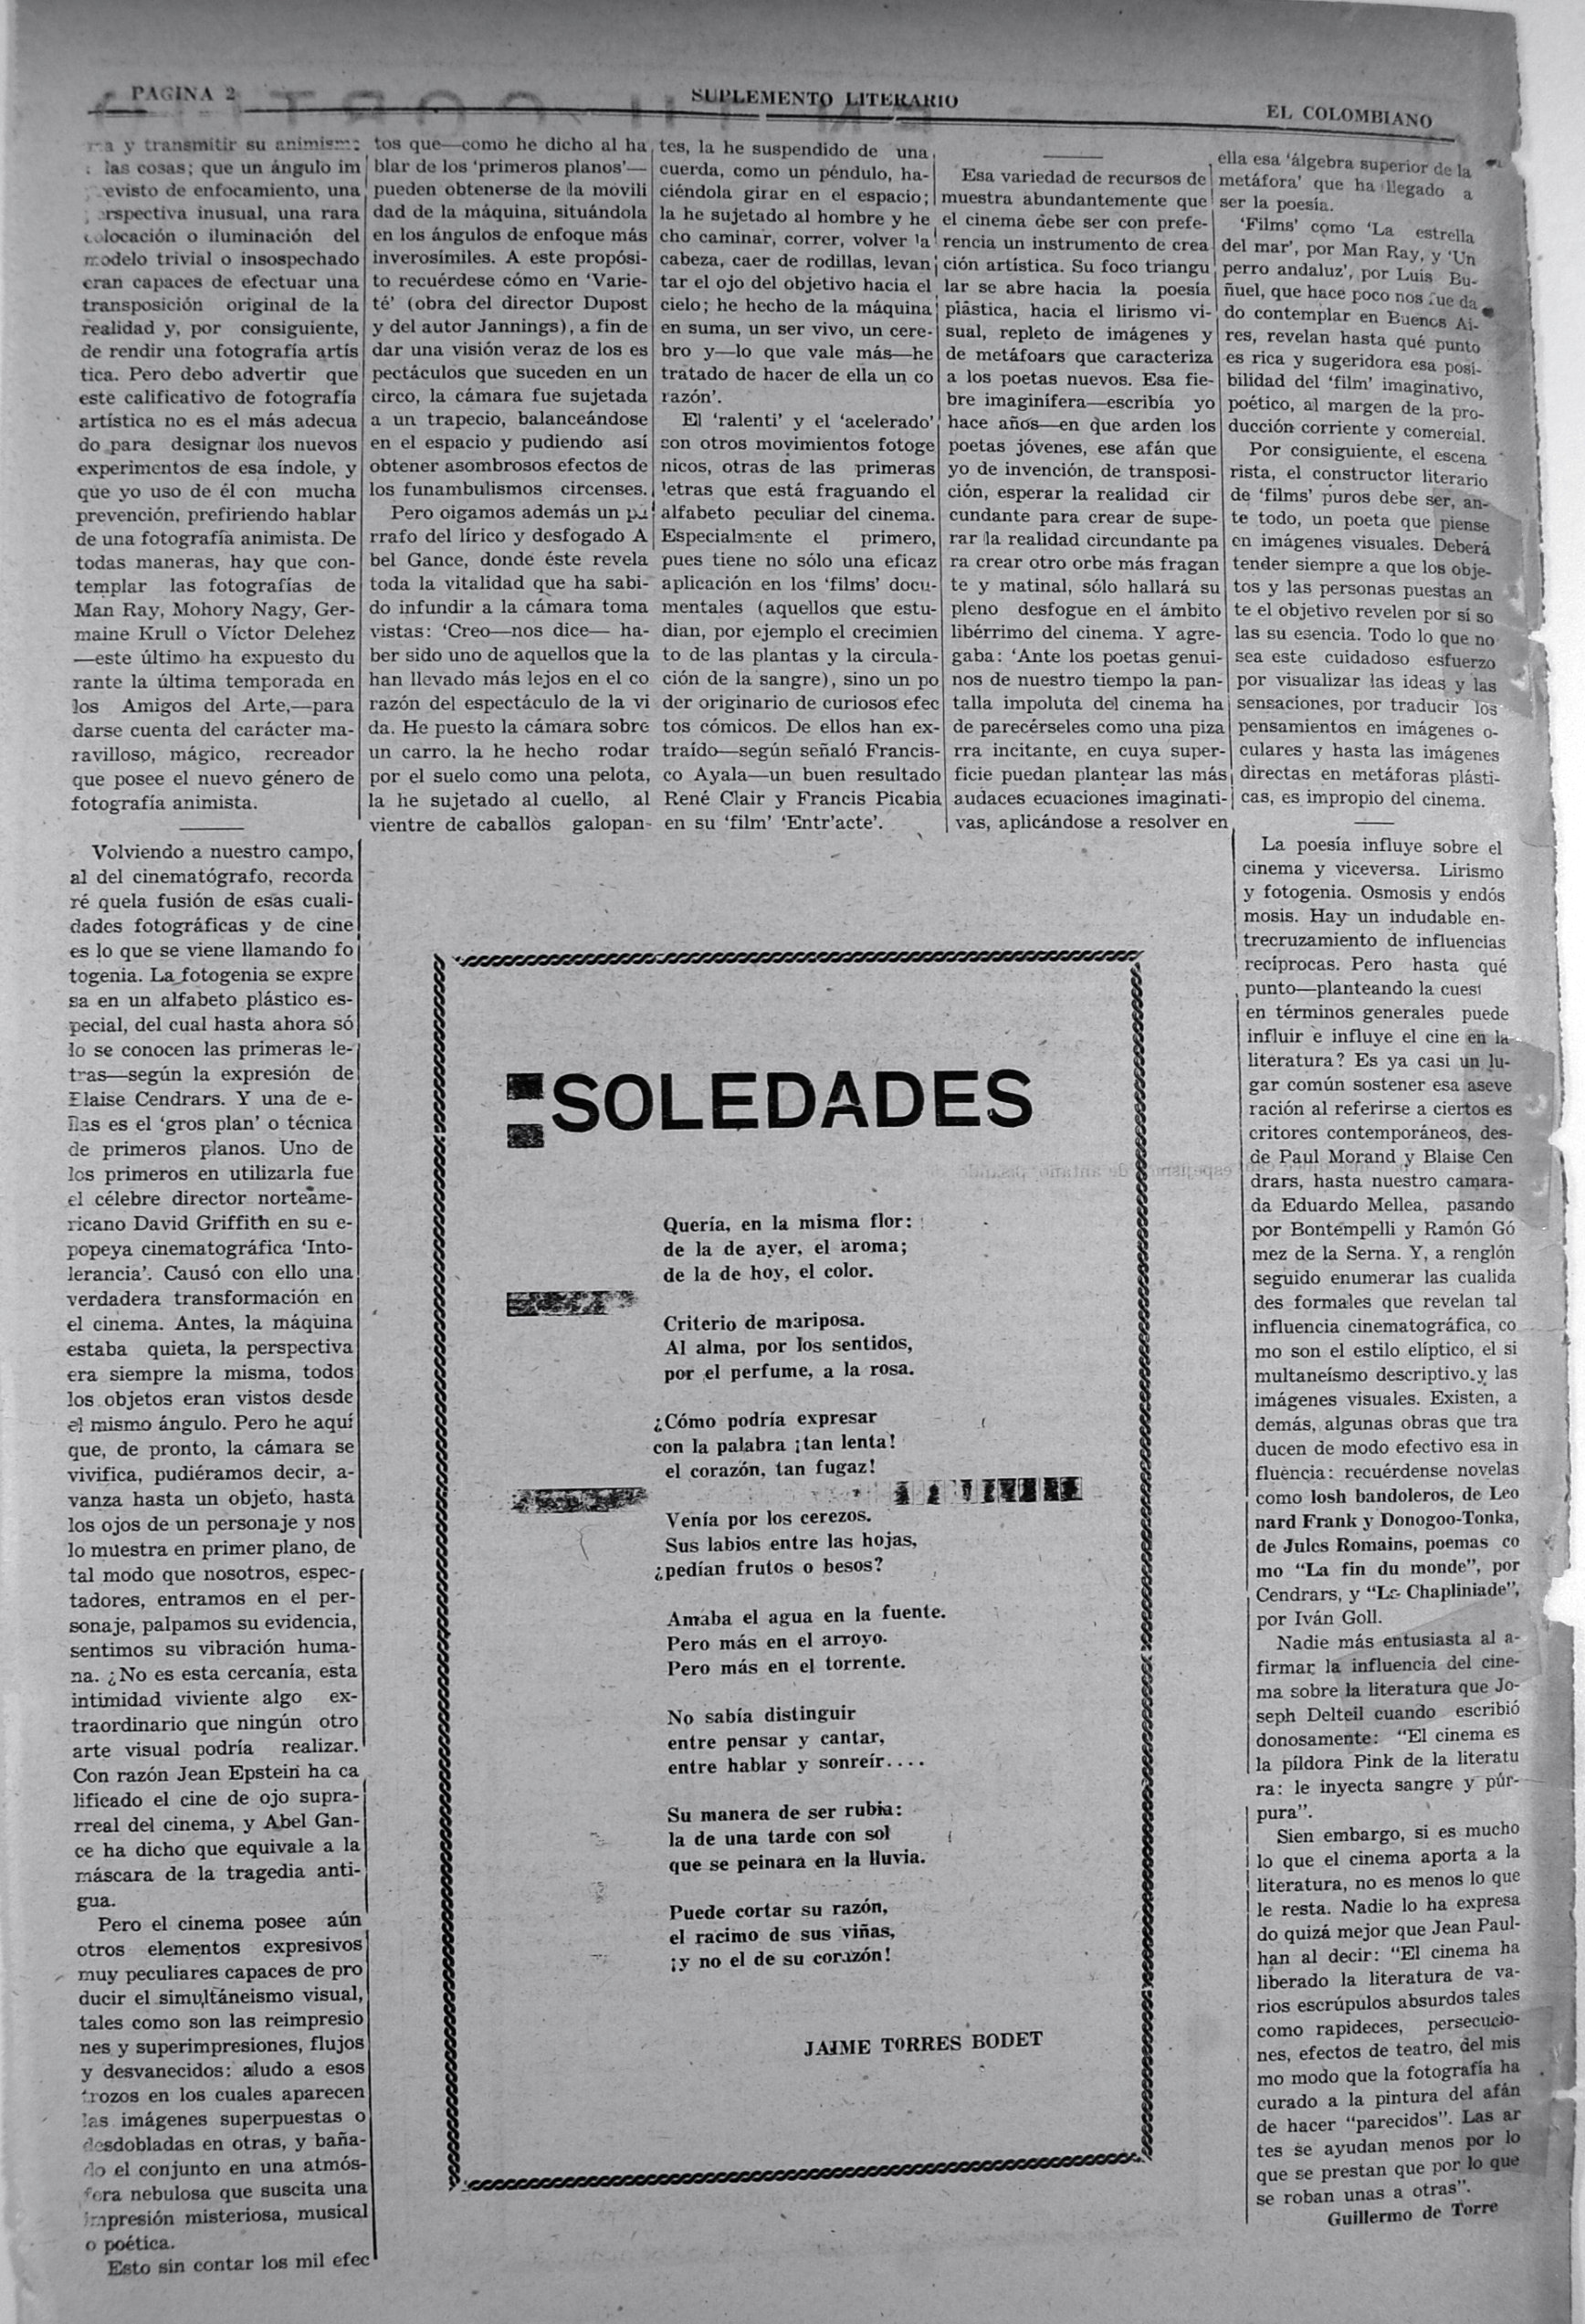 PAGINA 2
SUPLEMENTO LITERARIO
EL COLOMBIANO
y transmitir su animismo
las cosas; que un ángulo im
evisto de enfocamiento, una
rspectiva inusual, una rara
colocación o iluminación del
modelo trivial o insospechado
eran capaces de efectuar una
transposición original de la
realidad y, por consiguiente,
de rendir una fotografía artís
tica. Pero debo advertir que
este calificativo de fotografía
artística no es el más adecua
do para designar los nuevos
experimentos de esa índole, y
que yo uso de él con mucha
prevención, prefiriendo hablar
de una fotografía animista. De
todas maneras, hay que con-
templar las fotografías de
Man Ray, Mohory Nagy, Ger-
maine Krull o Víctor Delehez
—este último ha expuesto du
rante la última temporada en
los Amigos del Arte,—para
darse cuenta del carácter ma-
ravilloso, mágico, recreador
que posee el nuevo género de
fotografía animista.
Volviendo a nuestro campo,
al del cinematógrafo, recorda
ré quela fusión de esas cuali-
dades fotográficas y de cine
es lo que se viene llamando fo
togenia. La fotogenia se expre
sa en un alfabeto plástico es-
pecial, del cual hasta ahora só
lo se conocen las primeras le-
tras—según la expresión de
Blaise Cendrars. Y una de e-
llas es el 'gros plan' o técnica
de primeros planos. Uno de
los primeros en utilizarla fue
el célebre director norteame-
ricano David Griffith en su e-
popeya cinematográfica 'Into-
lerancia'. Causó con ello una
verdadera transformación en
el cinema. Antes, la máquina
estaba quieta, la perspectiva
era siempre la misma, todos
los objetos eran vistos desde
el mismo ángulo. Pero he aquí
que, de pronto, la cámara se
vivifica, pudiéramos decir, a-
vanza hasta un objeto, hasta
los ojos de un personaje y nos
lo muestra en primer plano, de
tal modo que nosotros, espec-
tadores, entramos en el per-
sonaje, palpamos su evidencia,
sentimos su vibración huma-
na. ¿No es esta cercanía, esta
intimidad viviente algo ex-
traordinario que ningún otro
arte visual podría realizar.
Con razón Jean Epstein ha ca
lificado el cine de ojo supra-
rreal del cinema, y Abel Gan-
ce ha dicho que equivale a la
máscara de la tragedia anti-
gua.
Pero el cinema posee aún
otros elementos expresivos
muy peculiares capaces de pro
ducir el simultáneismo visual,
tales como son las reimpresio
nes y superimpresiones, flujos
y desvanecidos: aludo a esos
trozos en los cuales aparecen
las imágenes superpuestas o
desdobladas en otras, y baña-
do el conjunto en una atmós-
fera nebulosa que suscita una
impresión misteriosa, musical
o poética.
Esto sin contar los mil efec
tos que—como he dicho al ha
blar de los 'primeros planos'—
pueden obtenerse de la movili
dad de la máquina, situándola
en los ángulos de enfoque más
inverosímiles. A este propósi-
to recuérdese cómo en 'Varie-
té' (obra del director Dupost
y del autor Jannings), a fin de
dar una visión veraz de los es
pectáculos que suceden en un
circo, la cámara fue sujetada
a un trapecio, balanceándose
en el espacio y pudiendo así
obtener asombrosos efectos de
los funambulismos circenses.
Pero oigamos además un pa
rrafo del lírico y desfogado A
bel Gance, donde éste revela
toda la vitalidad que ha sabi-
do infundir a la cámara toma
vistas: 'Creo—nos dice— ha-
ber sido uno de aquellos que la
han llevado más lejos en el co
razón del espectáculo de la vi
da. He puesto la cámara sobre
un carro, la he hecho rodar
por el suelo como una pelota,
la he sujetado al cuello, al
vientre de caballos galopan-
tes, la he suspendido de una
cuerda, como un péndulo, ha-
ciéndola girar en el espacio;
la he sujetado al hombre y he
cho caminar, correr, volver la
cabeza, caer de rodillas, levan
tar el ojo del objetivo hacia el
cielo; he hecho de la máquina
en suma, un ser vivo, un cere-
bro y—lo que vale más—he
tratado de hacer de ella un co
razón'.
El 'ralenti' y el 'acelerado'
son otros movimientos fotoge
nicos, otras de las primeras
letras que está fraguando el
alfabeto peculiar del cinema.
Especialmente el primero,
pues tiene no sólo una eficaz
aplicación en los 'films' docu-
mentales (aquellos que estu-
dian, por ejemplo el crecimien
to de las plantas y la circula-
ción de la sangre), sino un po
der originario de curiosos efec
tos cómicos. De ellos han ex-
traído—según señaló Francis-
co Ayala—un buen resultado
René Clair y Francis Picabia
en su 'film' 'Entr'acte'.
Esa variedad de recursos de
muestra abundantemente que
el cinema debe ser con prefe-
rencia un instrumento de crea
ción artística. Su foco triangu
lar se abre hacia la poesía
plástica, hacia el lirismo vi-
sual, repleto de imágenes y
de metáfoars que caracteriza
a los poetas nuevos. Esa fie-
bre imaginífera—escribía yo
hace años—en que arden los
poetas jóvenes, ese afán que
yo de invención, de transposi-
ción, esperar la realidad cir
cundante para crear de supe-
rar la realidad circundante pa
ra crear otro orbe más fragan
te y matinal, sólo hallará su
pleno desfogue en el ámbito
libérrimo del cinema. Y agre-
gaba: 'Ante los poetas genui-
nos de nuestro tiempo la pan-
talla impoluta del cinema ha
de parecérseles como una piza
rra incitante, en cuya super-
ficie puedan plantear las más
audaces ecuaciones imaginati-
vas, aplicándose a resolver en
ella esa 'álgebra superior de la
metáfora' que ha llegado a
ser la poesía.
'Films' como 'La estrella
del mar', por Man Ray, y 'Un
perro andaluz', por Luis Bu-
ñuel, que hace poco nos fue da
do contemplar en Buenos Ai-
res, revelan hasta qué punto
es rica y sugeridora esa posi-
bilidad del 'film' imaginativo,
poético, al margen de la pro-
ducción corriente y comercial.
Por consiguiente, el escena
rista, el constructor literario
de 'films' puros debe ser, an-
te todo, un poeta que piense
en imágenes visuales. Deberá
tender siempre a que los obje-
tos y las personas puestas an
te el objetivo revelen por sí so
las su esencia. Todo lo que no
sea este cuidadoso esfuerzo
por visualizar las ideas y las
sensaciones, por traducir los
pensamientos en imágenes o-
culares y hasta las imágenes
directas en metáforas plásti-
cas, es impropio del cinema.
La poesía influye sobre el
cinema y viceversa. Lirismo
y fotogenia. Osmosis y endós
mosis. Hay un indudable en-
trecruzamiento de influencias
recíprocas. Pero hasta qué
punto—planteando la cuest
en términos generales puede
influir e influye el cine en la
literatura? Es ya casi un lu-
gar común sostener esa aseve
ración al referirse a ciertos es
critores contemporáneos, des-
de Paul Morand y Blaise Cen
drars, hasta nuestro camara-
da Eduardo Mellea, pasando
por Bontempelli y Ramón Gó
mez de la Serna. Y, a renglón
seguido enumerar las cualida
des formales que revelan tal
influencia cinematográfica, co
mo son el estilo elíptico, el si
multaneísmo descriptivo.y las
imágenes visuales. Existen, a
demás, algunas obras que tra
ducen de modo efectivo esa in
fluencia: recuérdense novelas
como losh bandoleros, de Leo
nard Frank y Donogoo-Tonka,
de Jules Romains, poemas co
mo "La fin du monde", por
Cendrars, y "La Chapliniade",
por Iván Goll.
Nadie más entusiasta al a-
firmar la influencia del cine-
ma sobre la literatura que Jo-
seph Delteil cuando escribió
donosamente: "El cinema es
la píldora Pink de la literatu
ra: le inyecta sangre y púr-
pura".
Sien embargo, si es mucho
lo que el cinema aporta a la
literatura, no es menos lo que
le resta. Nadie lo ha expresa
do quizá mejor que Jean Paul-
han al decir: "El cinema ha
liberado la literatura de va-
rios escrúpulos absurdos tales
como rapideces, persecucio-
nes, efectos de teatro, del mis
mo modo que la fotografía ha
curado a la pintura del afán
de hacer "parecidos". Las ar
tes se ayudan menos por lo
que se prestan que por lo que
se roban unas a otras".
Guillermo de Torre
SOLEDADES
Quería, en la misma flor:
de la de ayer, el aroma;
de la de hoy, el color.
Criterio de mariposa.
Al alma, por los sentidos,
por el perfume, a la rosa.
¿Cómo podría expresar
con la palabra ¡tan lenta!
el corazón, tan fugaz!
Venía por los cerezos.
Sus labios entre las hojas,
¿pedían frutos o besos?
Amaba el agua en la fuente.
Pero más en el arroyo.
Pero más en el torrente.
No sabía distinguir
entre pensar y cantar,
entre hablar y sonreír....
Su manera de ser rubia:
la de una tarde con sol
que se peinara en la lluvia.
Puede cortar su razón,
el racimo de sus viñas,
¡y no el de su corazón!
JAIME TORRES BODET